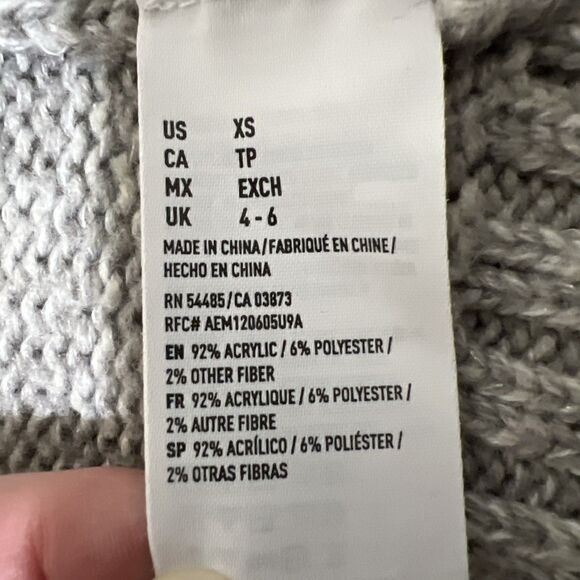 US XS
CA TP
MX EXCH
UK 4-6
MADE IN CHINA/FABRIQUÉ EN CHINE/
HECHO EN CHINA
RN 54485/CA 03873
RFC# AEM120605U9A
EN 92% ACRYLIC / 6% POLYESTER /
2% OTHER FIBER
FR 92% ACRYLIQUE / 6% POLYESTER /
2% AUTRE FIBRE
SP 92% ACRÍLICO / 6% POLIÉSTER /
2% OTRAS FIBRAS